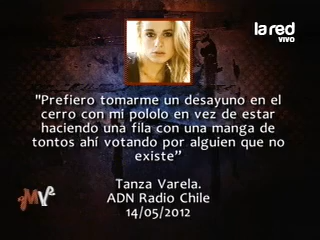 la red
VIVO
"Prefiero tomarme un desayuno en el
cerro con mi pololo en vez de estar
haciendo una fila con una manga de
tontos ahí votando por alguien que no
existe”
Tanza Varela.
ADN Radio Chile
14/05/2012
MV2